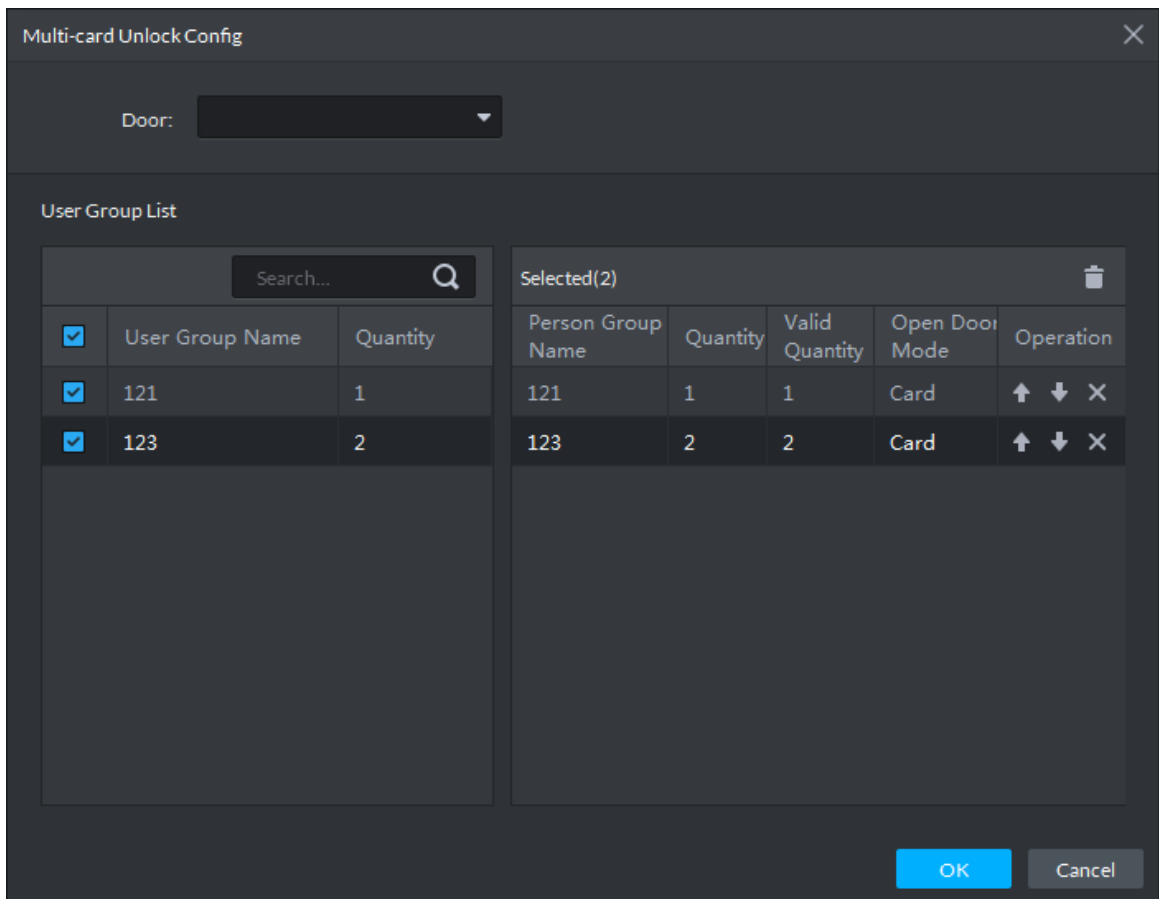 Multi-card Unlock Config
Door:
User Group List
Search...
Selected(2)
User Group Name Quantity
Person Group Name Quantity Valid Quantity Open Door Mode Operation
121 1 121 1 1 Card
123 2 123 2 2 Card
OK Cancel